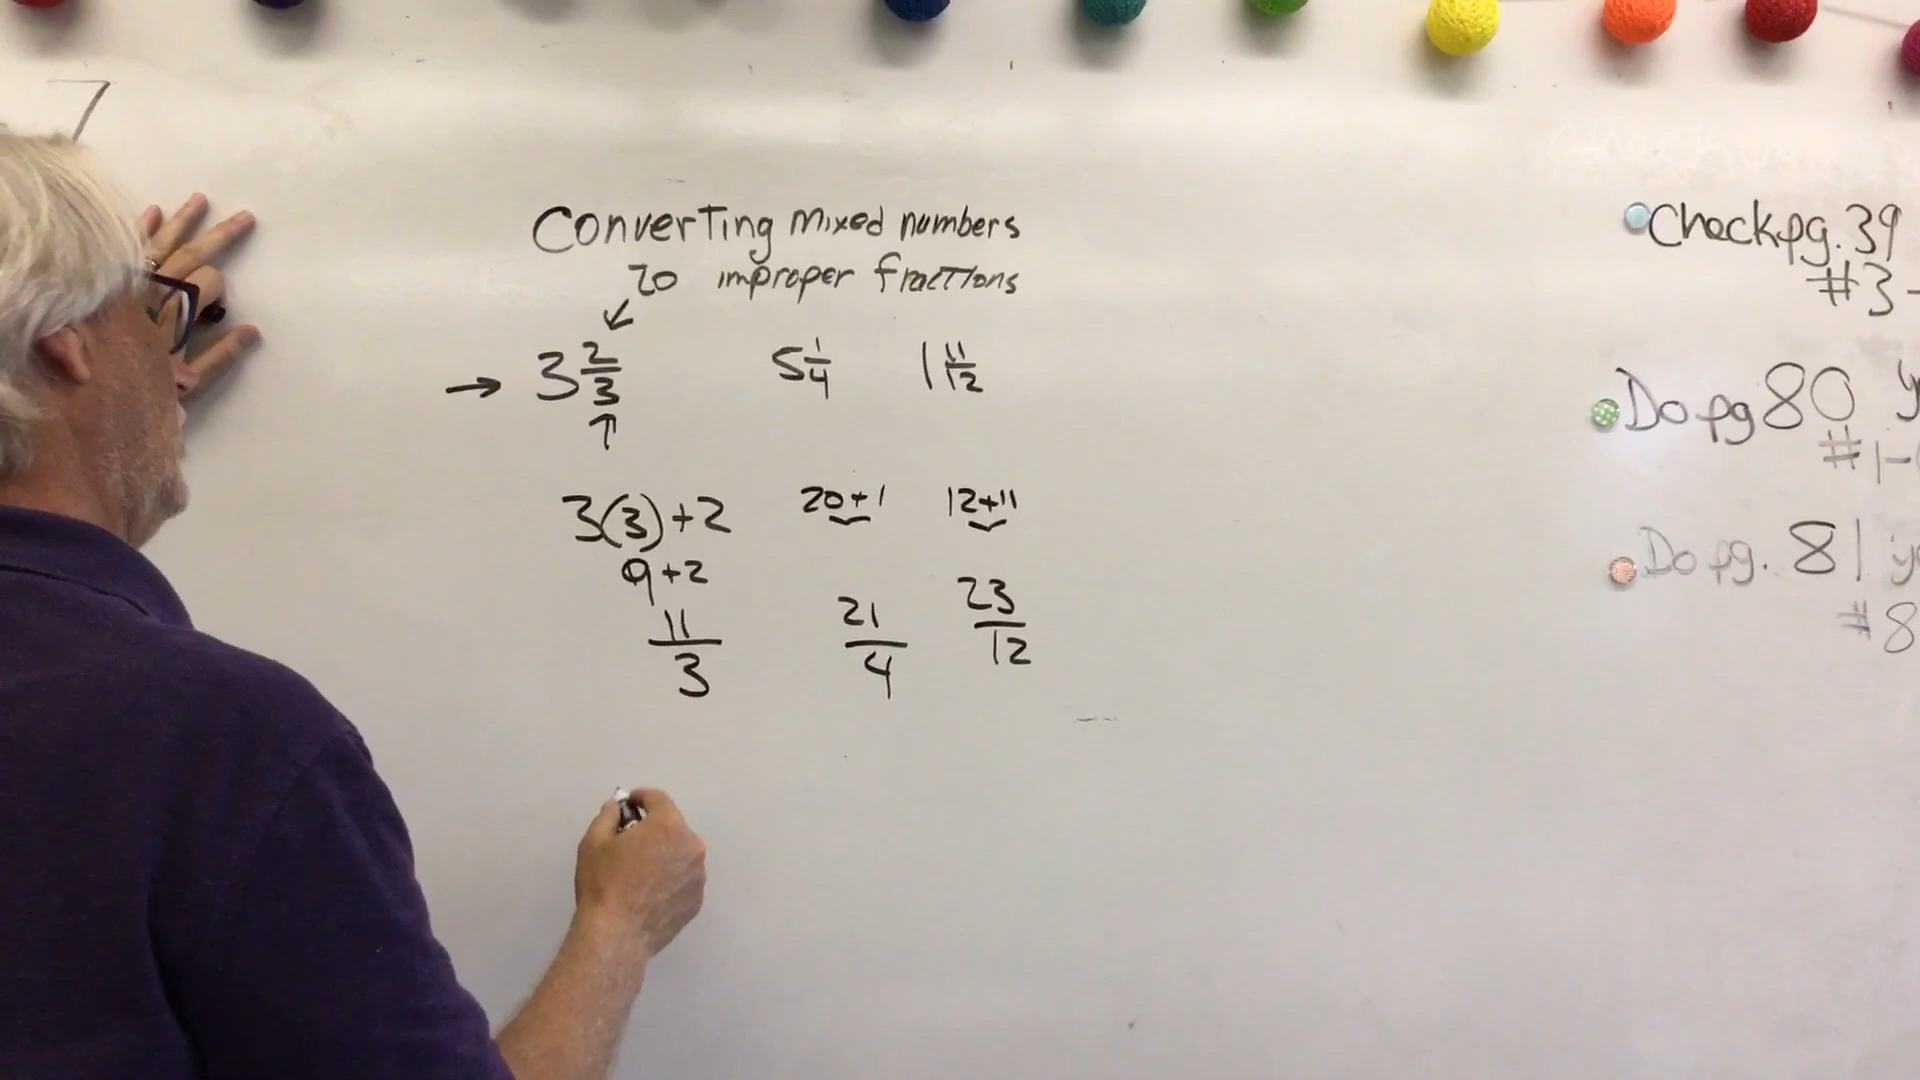 7
Converting mixed numbers
to improper fractions
3 2/3 5 1/4 1 11/12
3(3)+2 20+1 12+11
9+2
11/3 21/4 23/12
Check pg. 39
#3-
Do pg 80
#1-
Do pg. 81
#8